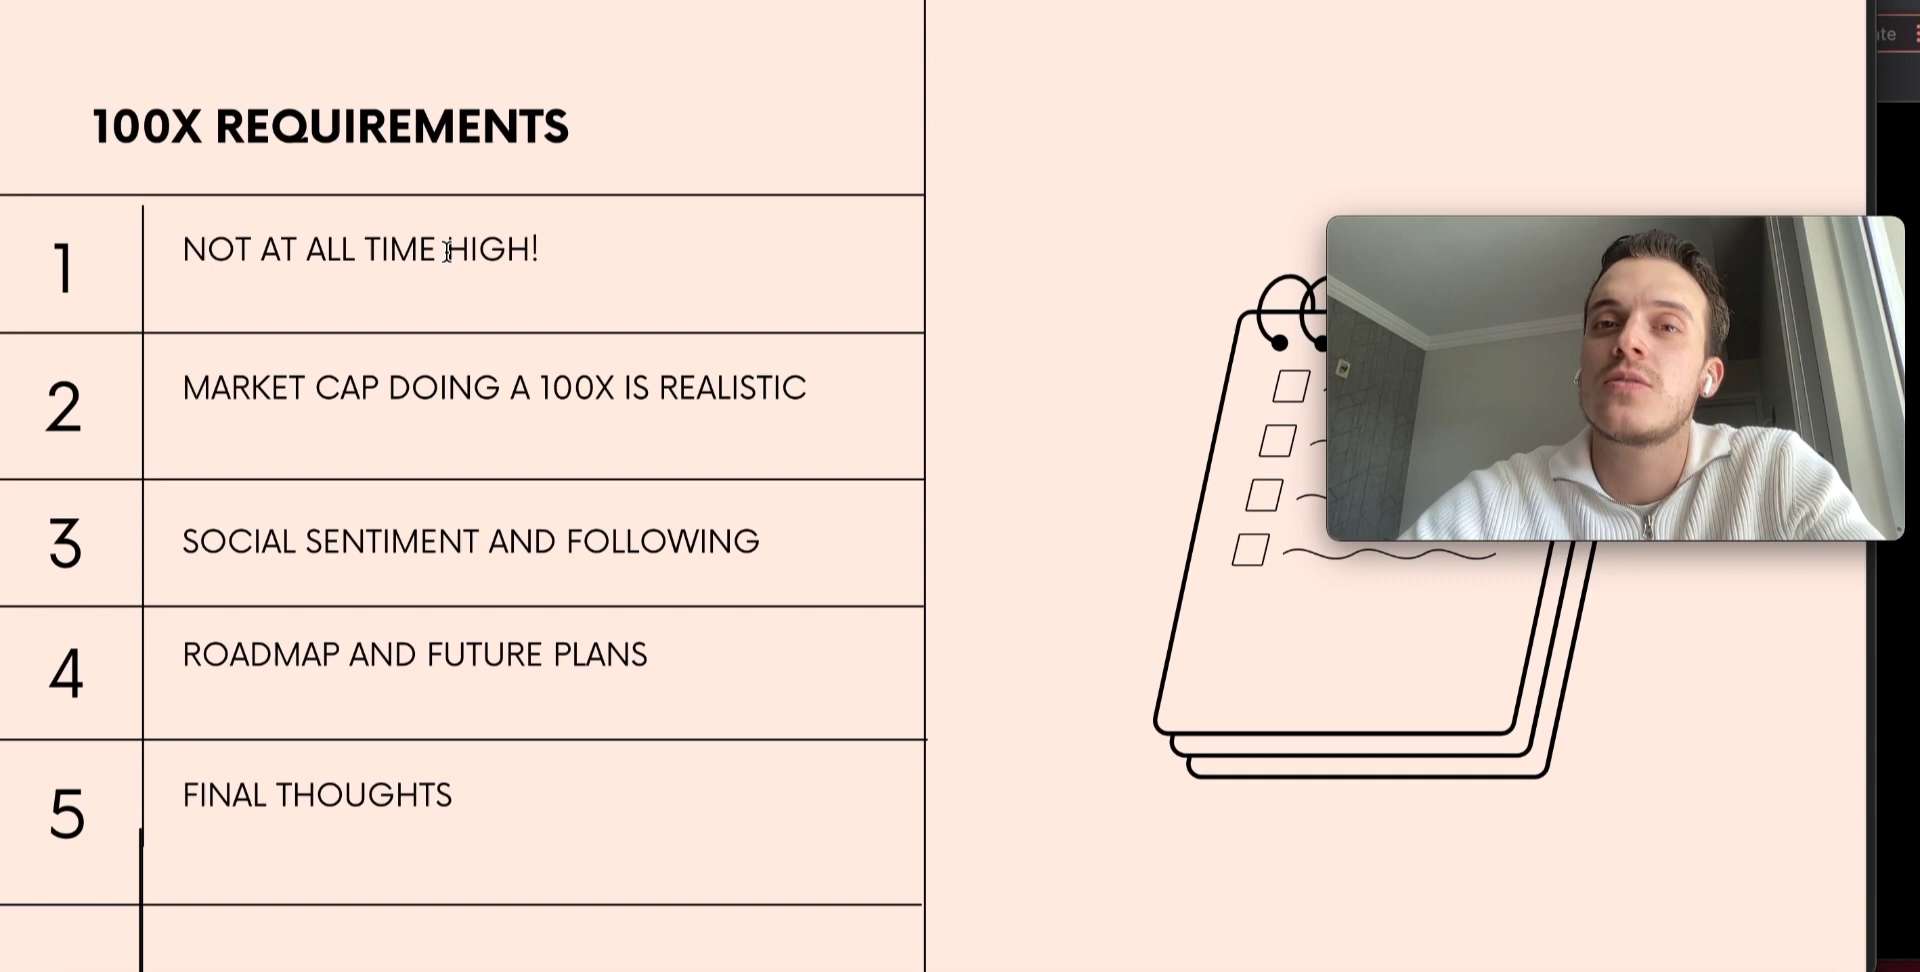 100X REQUIREMENTS
1
NOT AT ALL TIME HIGH!
2
MARKET CAP DOING A 100X IS REALISTIC
3
SOCIAL SENTIMENT AND FOLLOWING
4
ROADMAP AND FUTURE PLANS
5
FINAL THOUGHTS